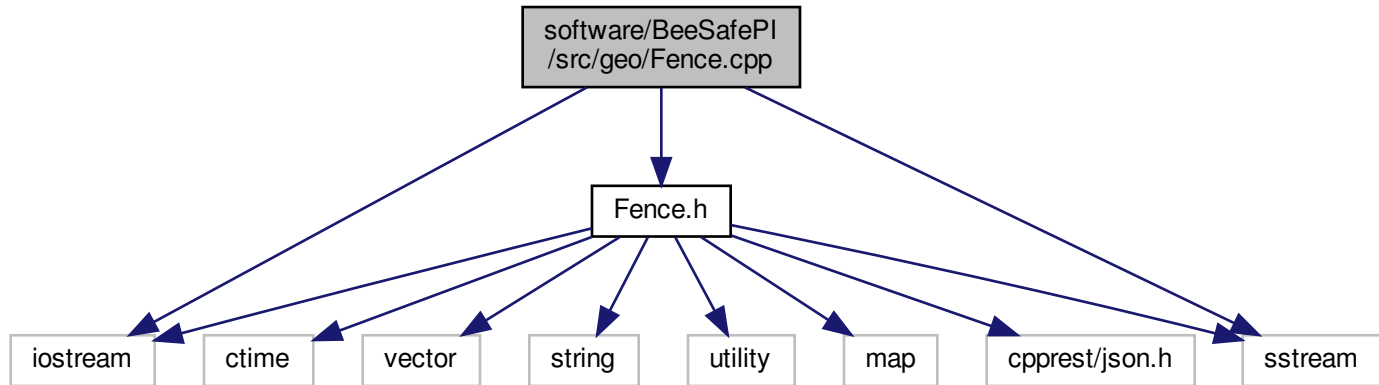 software/BeeSafePI
/src/geo/Fence.cpp
Fence.h
iostream
ctime
vector
string
utility
map
cpprest/json.h
sstream